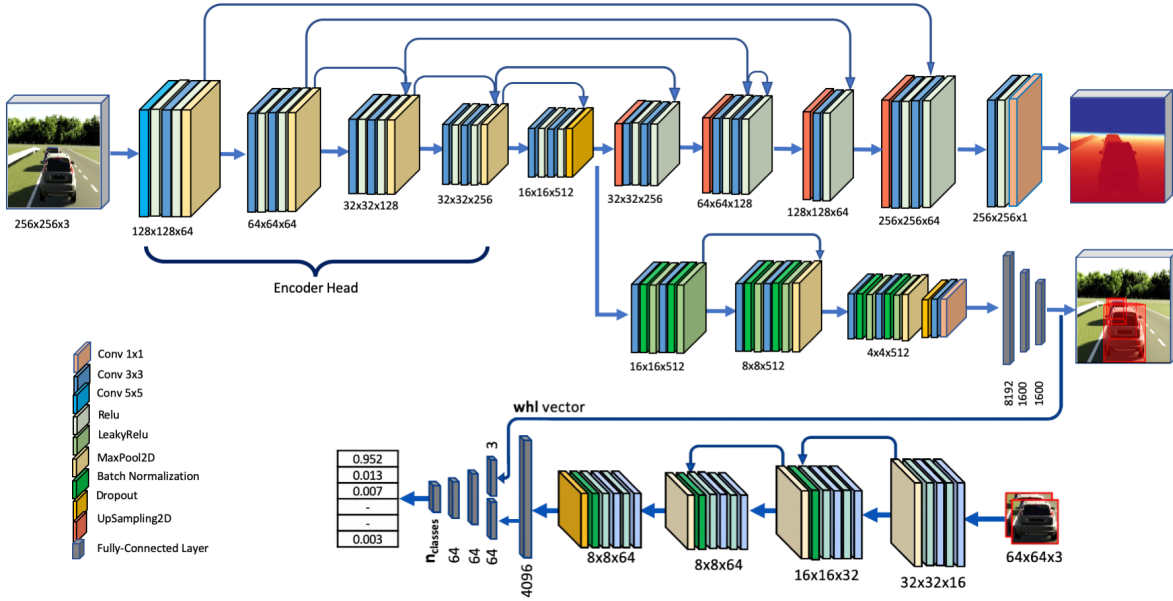 256x256x3
128x128x64
64x64x64
32x32x128
32x32x256
16x16x512
32x32x256
64x64x128
128x128x64
256x256x64
256x256x1
Encoder Head
16x16x512
8x8x512
4x4x512
8192
1600
1600
Conv 1x1
Conv 3x3
Conv 5x5
Relu
LeakyRelu
MaxPool2D
Batch Normalization
Dropout
UpSampling2D
Fully-Connected Layer
whl vector
0.952
0.013
0.007
-
-
0.003
nclasses
64
64
64
3
4096
8x8x64
8x8x64
16x16x32
32x32x16
64x64x3